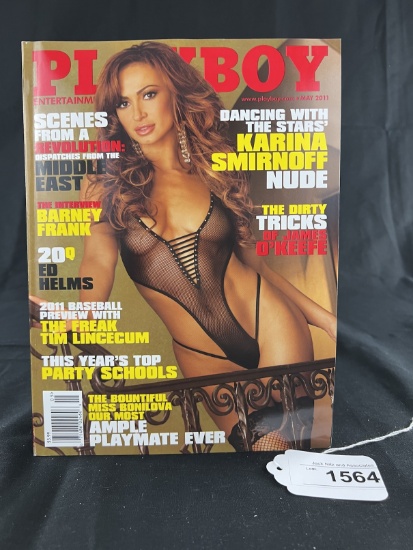 PLAYBOY
ENTERTAINM
MAY 2011
SCENES
FROM A
REVOLUTION:
DISPATCHES FROM THE
MIDDLE
EAST
THE INTERVIEW
BARNEY
FRANK
20Q
ED
HELMS
2011 BASEBALL
PREVIEW WITH
THE FREAK
TIM LINCECUM
THIS YEAR'S TOP
PARTY SCHOOLS
THE BOUNTIFUL
MISS BONILOVA
OUR MOST
AMPLE
PLAYMATE EVER
DANCING WITH
THE STARS'
KARINA
SMIRNOFF
NUDE
THE DIRTY
TRICKS
OF JAMES
O'KEEFE
1564